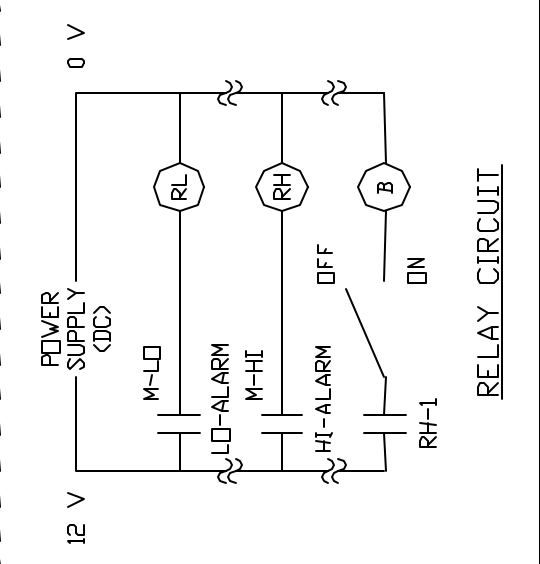 12 V
0 V
POWER
SUPPLY
(DC)
M-LO
RL
LO-ALARM
M-HI
RH
HI-ALARM
OFF
B
ON
RH-1
RELAY CIRCUIT